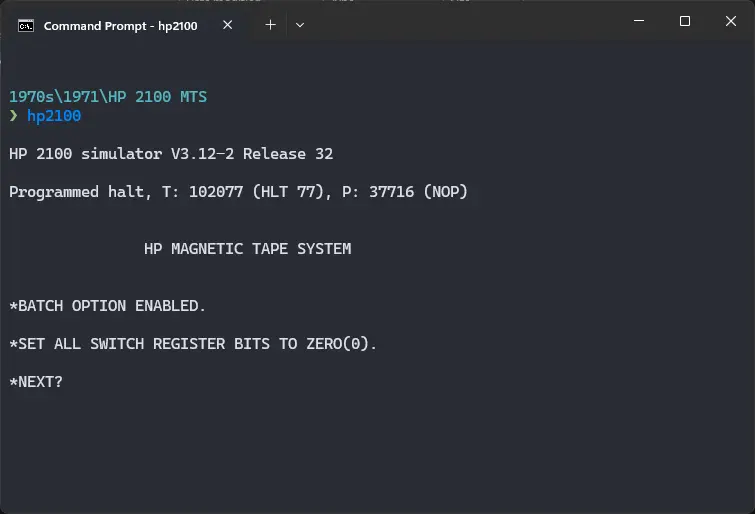 Command Prompt - hp2100
1970s\1971\HP 2100 MTS
❯ hp2100
HP 2100 simulator V3.12-2 Release 32
Programmed halt, T: 102077 (HLT 77), P: 37716 (NOP)
HP MAGNETIC TAPE SYSTEM
*BATCH OPTION ENABLED.
*SET ALL SWITCH REGISTER BITS TO ZERO(0).
*NEXT?